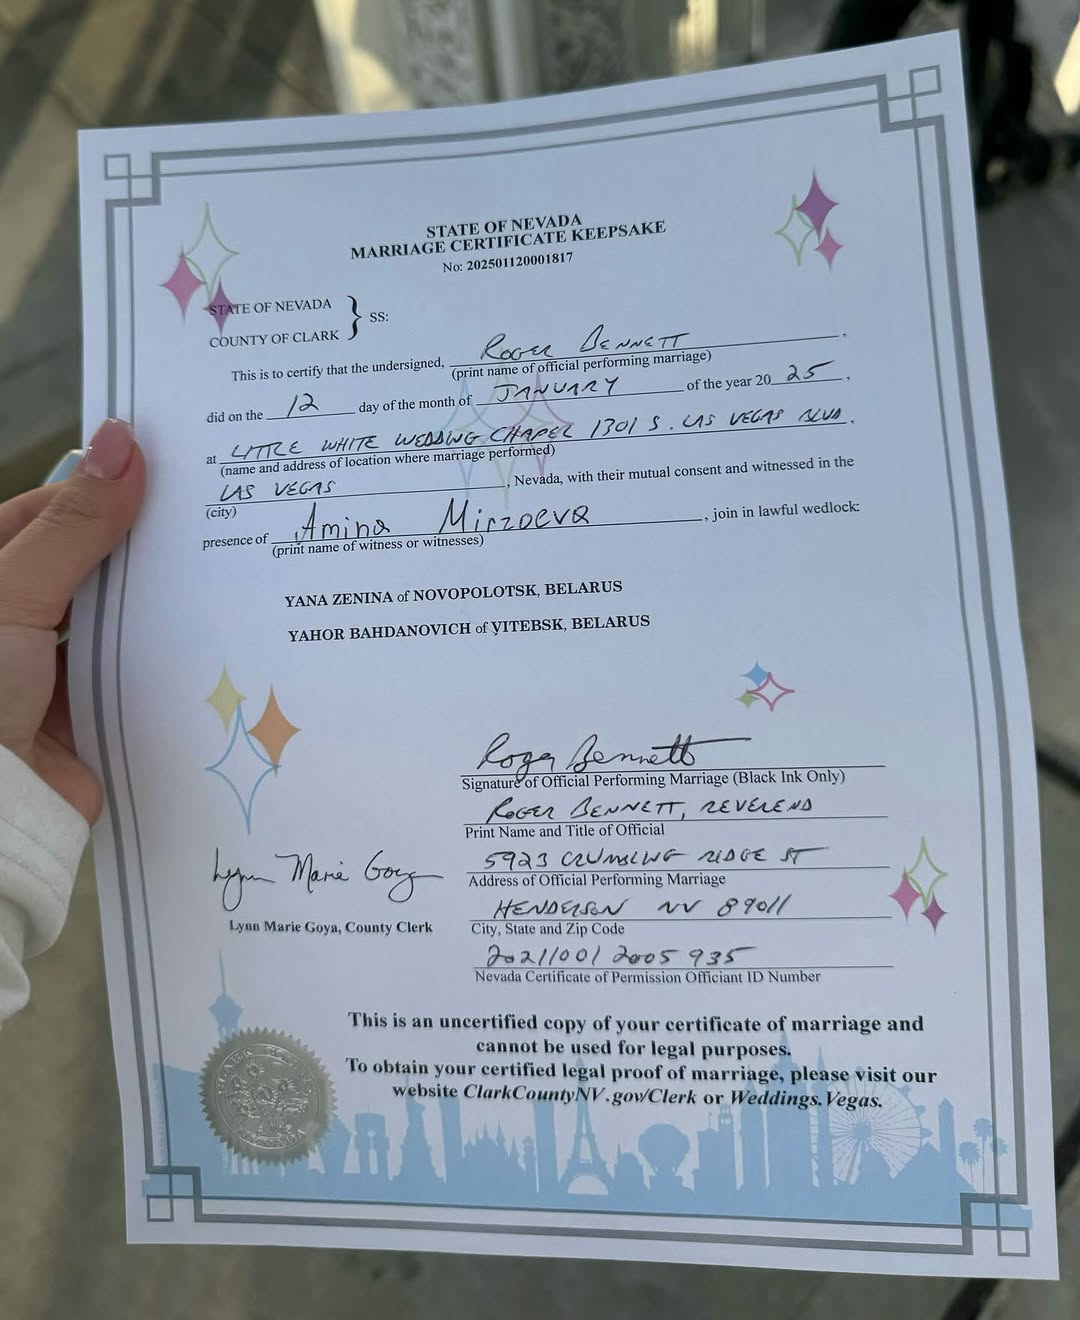 STATE OF NEVADA
MARRIAGE CERTIFICATE KEEPSAKE
No: 202501120001817
STATE OF NEVADA
COUNTY OF CLARK } SS:
This is to certify that the undersigned, ROGER BENNETT,
(print name of official performing marriage)
did on the 12 day of the month of JANUARY of the year 20 25,
at LITTLE WHITE WEDDING CHAPEL 1301 S. LAS VEGAS BLVD.,
(name and address of location where marriage performed)
LAS VEGAS, Nevada, with their mutual consent and witnessed in the
(city)
presence of Amina Mirzoeva, join in lawful wedlock:
(print name of witness or witnesses)
YANA ZENINA of NOVOPOLOTSK, BELARUS
YAHOR BAHDANOVICH of VITEBSK, BELARUS
Roger Bennett
Signature of Official Performing Marriage (Black Ink Only)
ROGER BENNETT, REVEREND
Print Name and Title of Official
5923 CRUMBLING RIDGE ST
Address of Official Performing Marriage
HENDERSON NV 89011
City, State and Zip Code
20211001 2005 935
Nevada Certificate of Permission Officiant ID Number
Lynn Marie Goya
Lynn Marie Goya, County Clerk
This is an uncertified copy of your certificate of marriage and
cannot be used for legal purposes.
To obtain your certified legal proof of marriage, please visit our
website ClarkCountyNV.gov/Clerk or Weddings.Vegas.